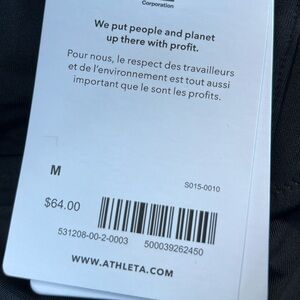 Corporation
We put people and planet
up there with profit.
Pour nous, le respect des travailleurs
et de l'environnement est tout aussi
important que le sont les profits.
M
S015-0010
$64.00
531208-00-2-0003 500039262450
WWW.ATHLETA.COM